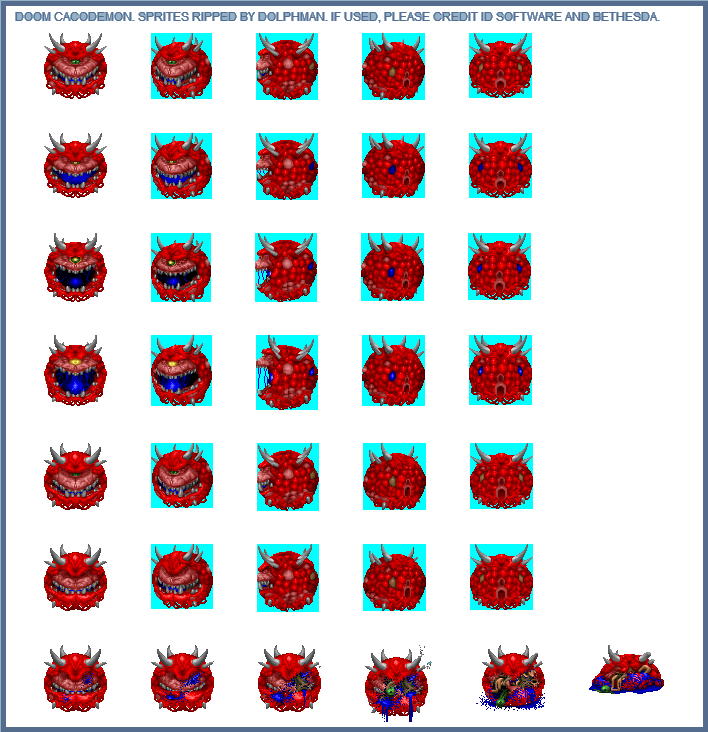 DOOM CACODEMON. SPRITES RIPPED BY DOLPHMAN. IF USED, PLEASE CREDIT ID SOFTWARE AND BETHESDA.